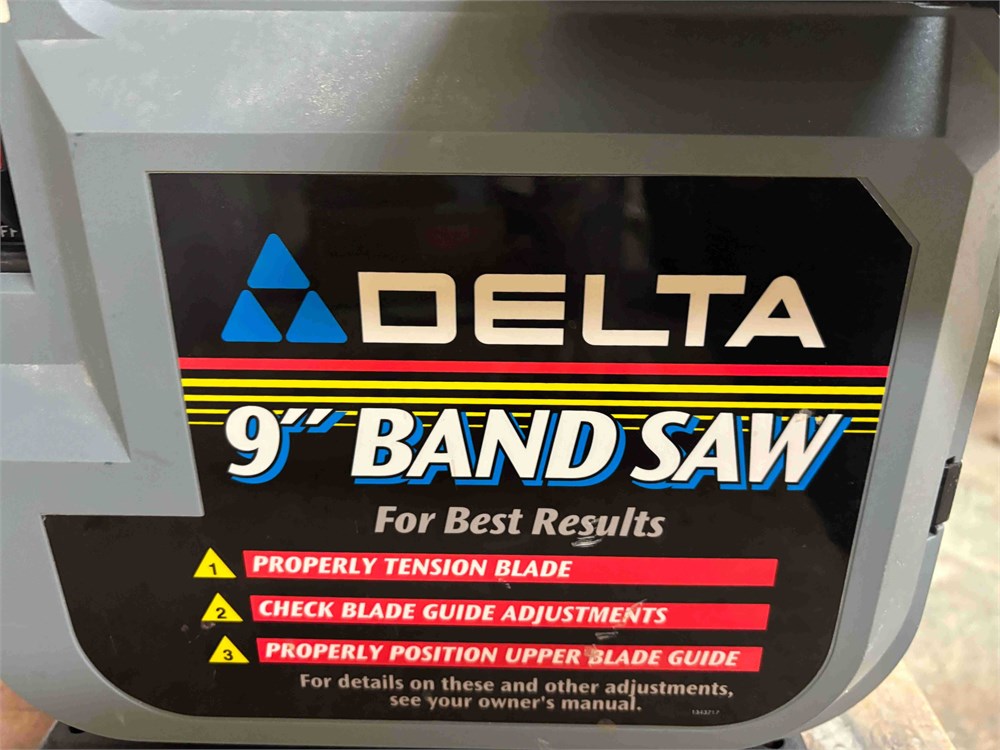 DELTA
9" BAND SAW
For Best Results
1 PROPERLY TENSION BLADE
2 CHECK BLADE GUIDE ADJUSTMENTS
3 PROPERLY POSITION UPPER BLADE GUIDE
For details on these and other adjustments,
see your owner's manual.